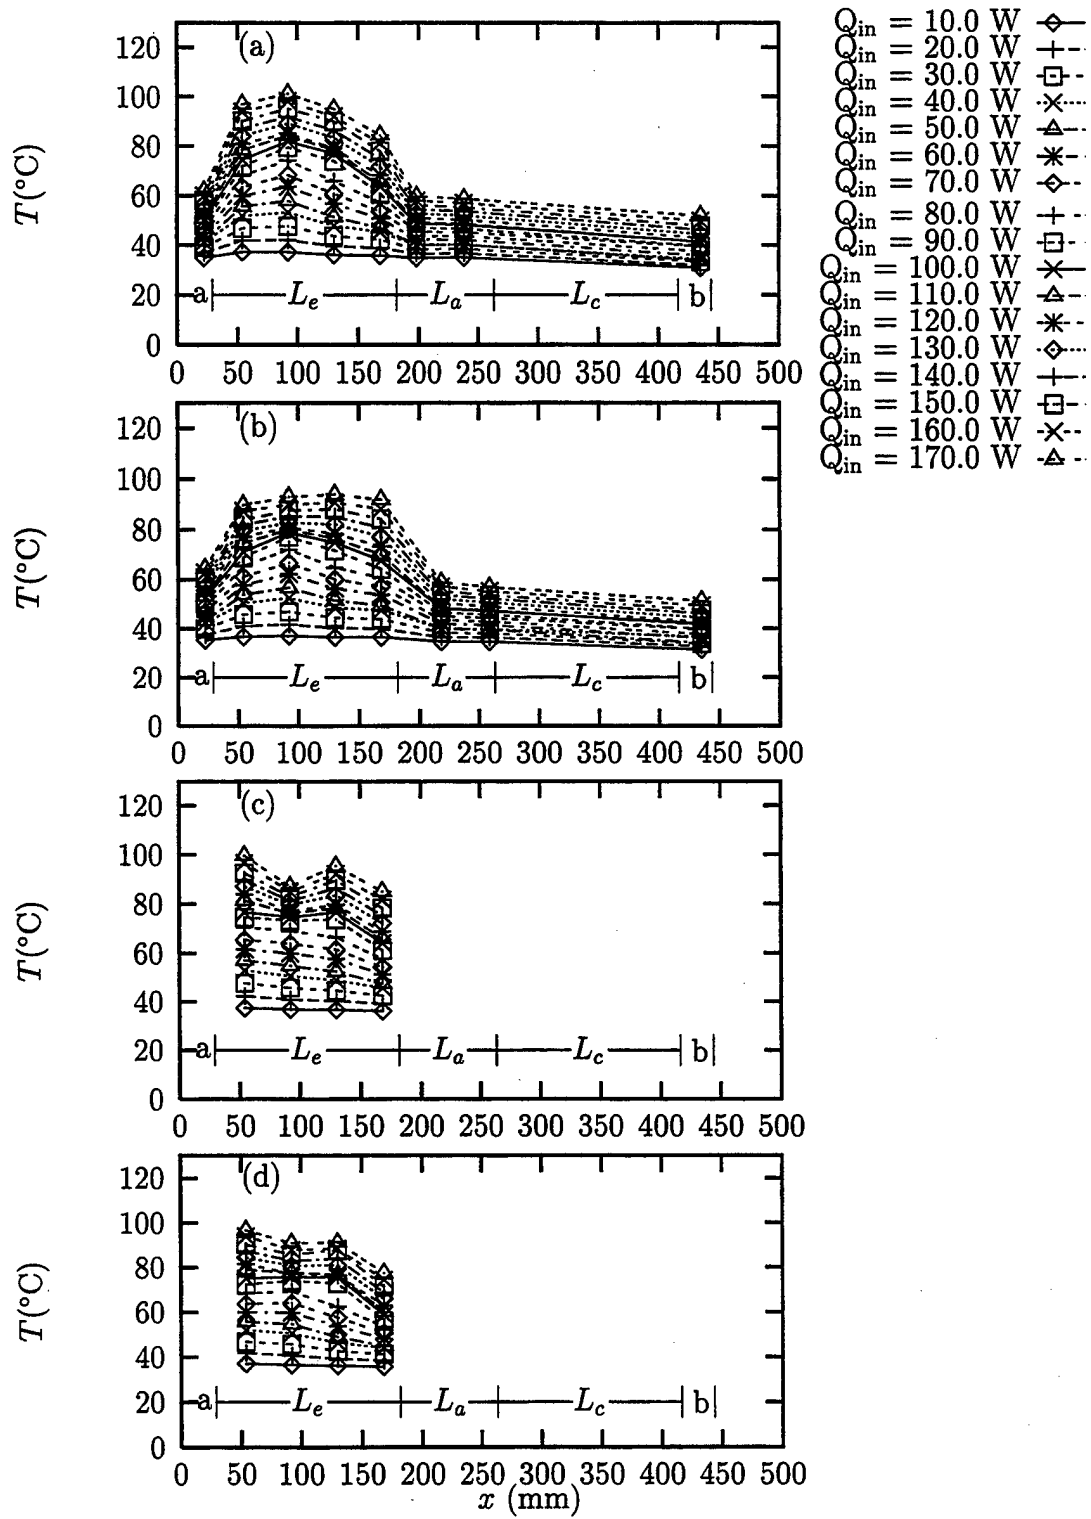 Q_in = 10.0 W
Q_in = 20.0 W
Q_in = 30.0 W
Q_in = 40.0 W
Q_in = 50.0 W
Q_in = 60.0 W
Q_in = 70.0 W
Q_in = 80.0 W
Q_in = 90.0 W
Q_in = 100.0 W
Q_in = 110.0 W
Q_in = 120.0 W
Q_in = 130.0 W
Q_in = 140.0 W
Q_in = 150.0 W
Q_in = 160.0 W
Q_in = 170.0 W
(a)
T(°C)
120
100
80
60
40
20
0
a L_e L_a L_c b
0 50 100 150 200 250 300 350 400 450 500
(b)
T(°C)
120
100
80
60
40
20
0
a L_e L_a L_c b
0 50 100 150 200 250 300 350 400 450 500
(c)
T(°C)
120
100
80
60
40
20
0
a L_e L_a L_c b
0 50 100 150 200 250 300 350 400 450 500
(d)
T(°C)
120
100
80
60
40
20
0
a L_e L_a L_c b
0 50 100 150 200 250 300 350 400 450 500
x (mm)